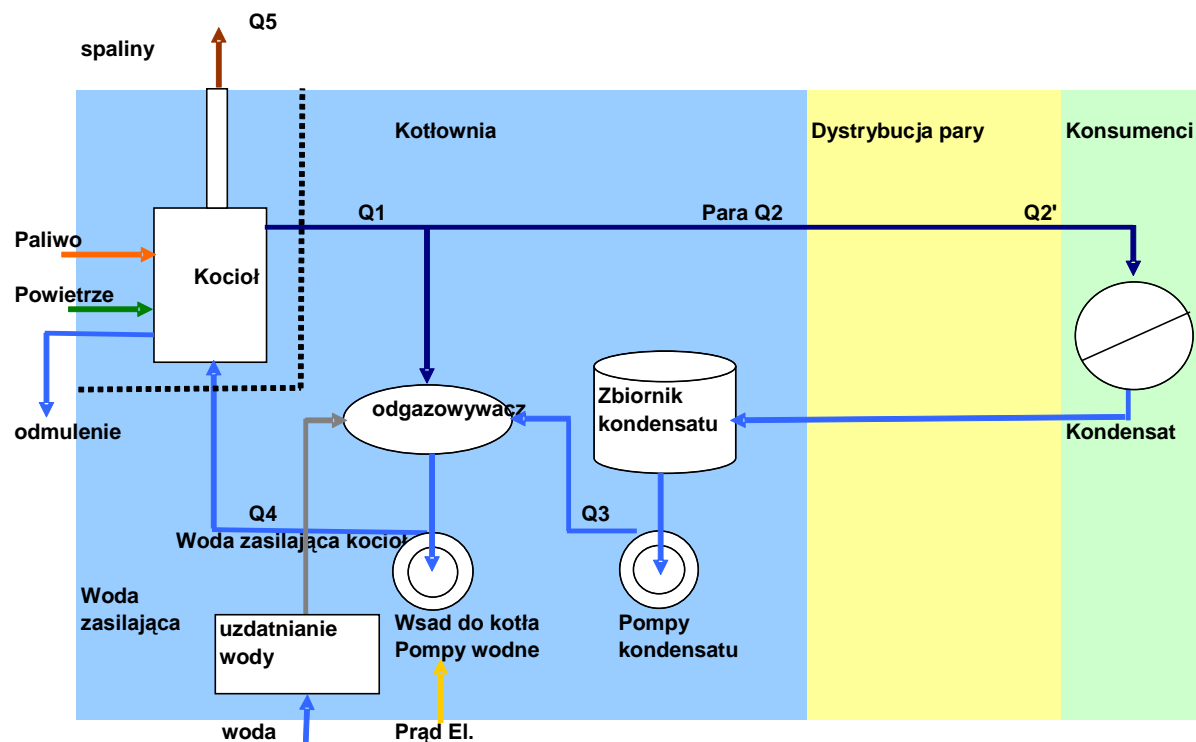 Q5
spaliny
Kotłownia
Dystrybucja pary
Konsumenci
Q1
Para Q2
Q2'
Paliwo
Kocioł
Powietrze
odmulenie
odgazowywacz
Zbiornik
kondensatu
Kondensat
Q4
Q3
Woda zasilająca kocioł
Woda
zasilająca
uzdatnianie
wody
Wsad do kotła
Pompy wodne
Pompy
kondensatu
woda
Prąd El.